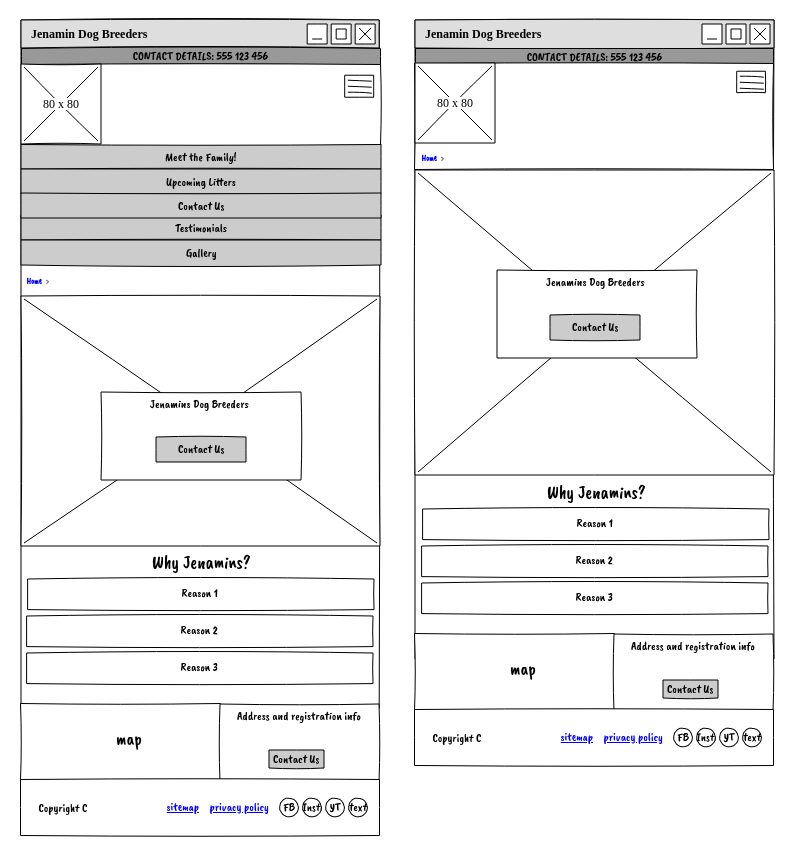 Jenamin Dog Breeders
CONTACT DETAILS: 555 123 456
80 x 80
Meet the Family!
Upcoming Litters
Contact Us
Testimonials
Gallery
Home >
Jenamins Dog Breeders
Contact Us
Why Jenamins?
Reason 1
Reason 2
Reason 3
map
Address and registration info
Contact Us
Copyright C
sitemap
privacy policy
FB
Inst
YT
text
Jenamin Dog Breeders
CONTACT DETAILS: 555 123 456
80 x 80
Home >
Jenamins Dog Breeders
Contact Us
Why Jenamins?
Reason 1
Reason 2
Reason 3
map
Address and registration info
Contact Us
Copyright C
sitemap
privacy policy
FB
Inst
YT
text